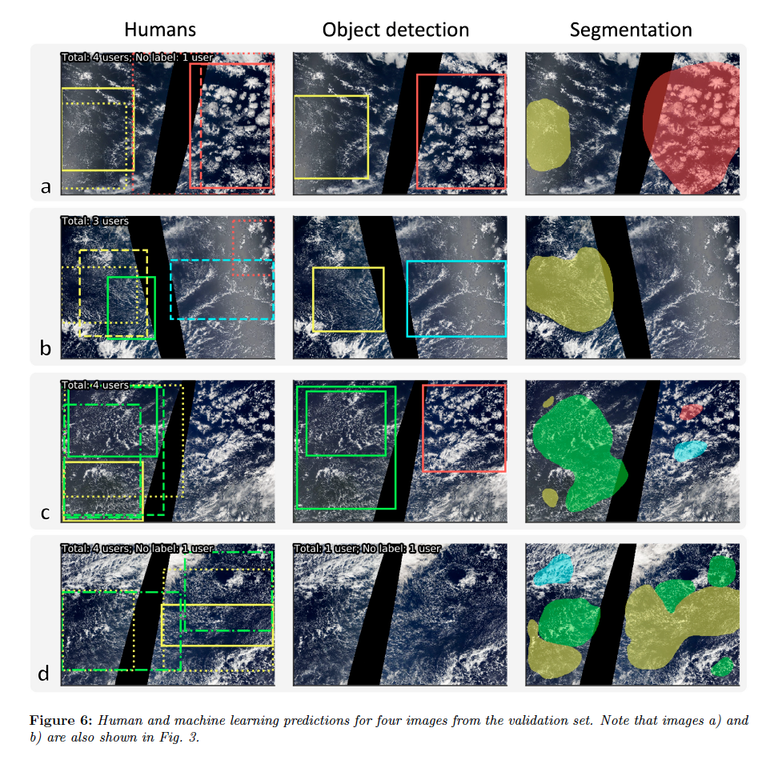 Humans
Object detection
Segmentation
Total: 4 users; No label: 1 user
a
Total: 3 users
b
Total: 4 users
c
Total: 4 users; No label: 1 user
Total: 1 user; No label: 1 user
d
Figure 6: Human and machine learning predictions for four images from the validation set. Note that images a) and
b) are also shown in Fig. 3.